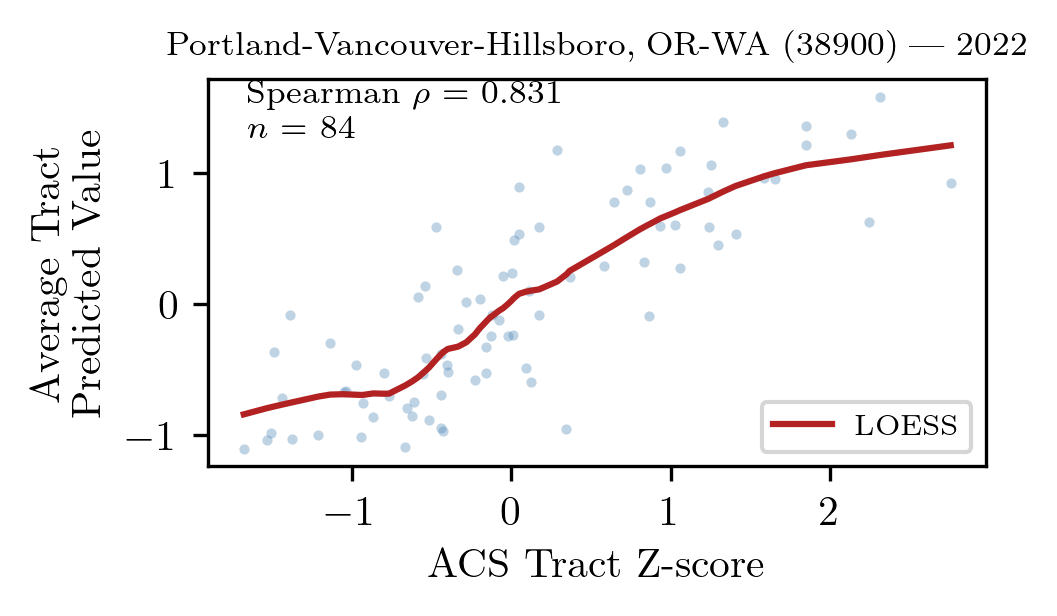 Portland-Vancouver-Hillsboro, OR-WA (38900) — 2022
Spearman ρ = 0.831
n = 84
Average Tract
Predicted Value
1
0
−1
LOESS
−1
0
1
2
ACS Tract Z-score